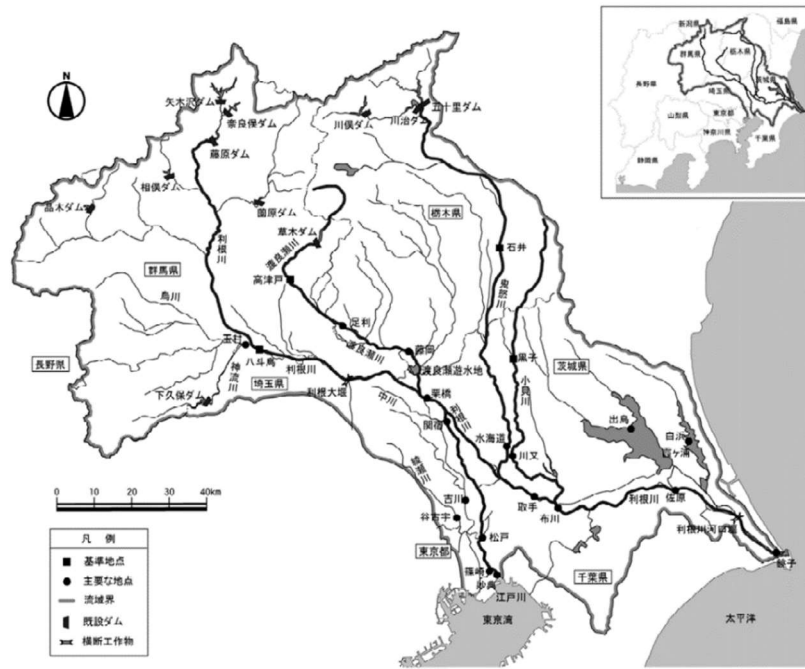 新潟県
福島県
群馬県
栃木県
長野県
茨城県
埼玉県
東京都
山梨県
神奈川県
千葉県
静岡県
N
矢木沢ダム
奈良俣ダム
藤原ダム
相俣ダム
品木ダム
薗原ダム
草木ダム
川俣ダム
川治ダム
五十里ダム
栃木県
石井
利根川
渡良瀬川
高津戸
鬼怒川
群馬県
烏川
足利
渡良瀬川
藤岡
渡良瀬遊水地
黒子
小貝川
茨城県
玉村
八斗島
利根川
長野県
神流川
埼玉県
利根大堰
栗橋
下久保ダム
中川
利根川
関宿
水海道
川又
出島
白浜
綾瀬川
吉川
谷古宇
取手
布川
利根川
佐原
利根川河口堰
銚子
東京都
松戸
篠崎
江戸川
千葉県
東京湾
太平洋
0 10 20 30 40km
凡 例
基準地点
主要な地点
流域界
既設ダム
横断工作物